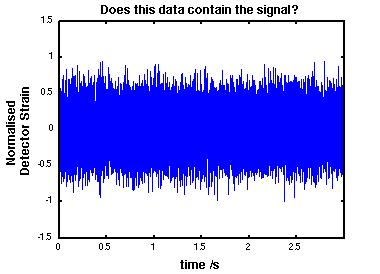 Does this data contain the signal?
1.5
1
0.5
0
-0.5
-1
-1.5
Normalised
Detector Strain
0 0.5 1 1.5 2 2.5
time /s